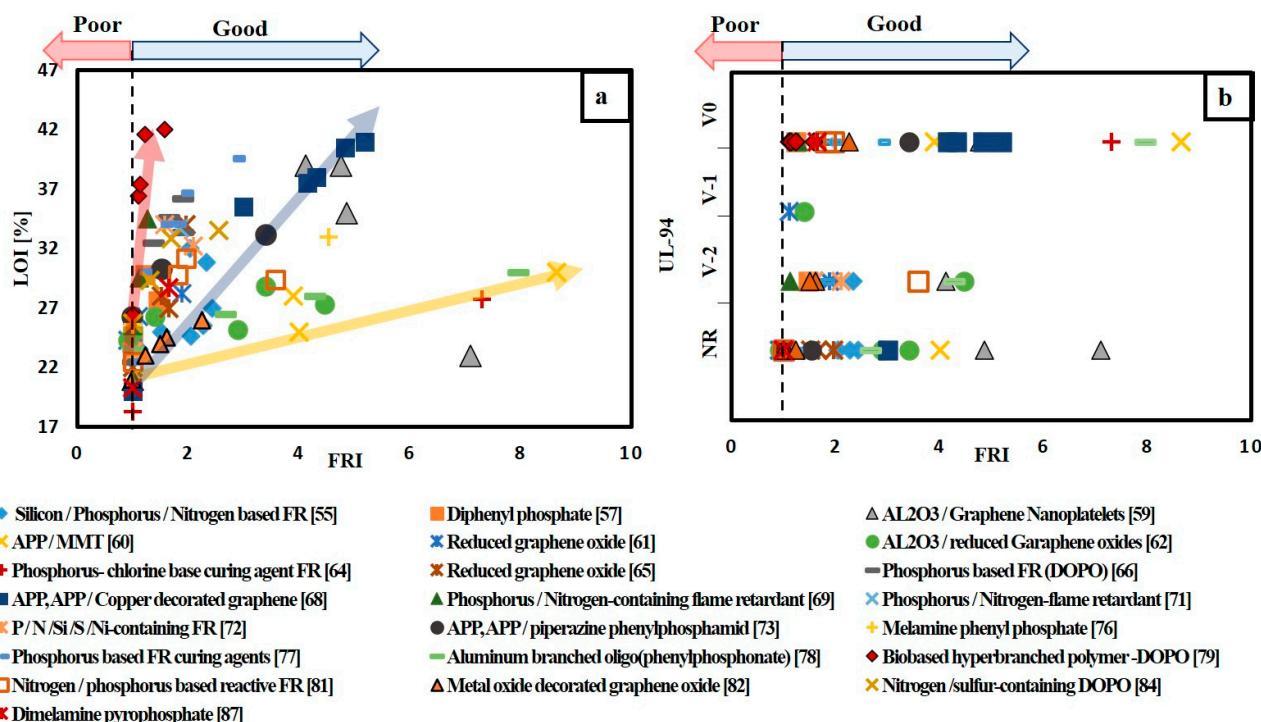 Poor Good
Poor Good
a
47
42
37
32
27
22
17
LOI [%]
0 2 4 6 8 10
FRI
b
V0
V-1
V-2
NR
UL-94
0 2 4 6 8 10
FRI
Silicon / Phosphorus / Nitrogen based FR [55]
Diphenyl phosphate [57]
AL2O3 / Graphene Nanoplatelets [59]
APP / MMT [60]
Reduced graphene oxide [61]
AL2O3 / reduced Garaphene oxides [62]
Phosphorus- chlorine base curing agent FR [64]
Reduced graphene oxide [65]
Phosphorus based FR (DOPO) [66]
APP, APP / Copper decorated graphene [68]
Phosphorus / Nitrogen-containing flame retardant [69]
Phosphorus / Nitrogen-flame retardant [71]
P / N /Si /S /Ni-containing FR [72]
APP, APP / piperazine phenylphosphamid [73]
Melamine phenyl phosphate [76]
Phosphorus based FR curing agents [77]
Aluminum branched oligo(phenylphosphonate) [78]
Biobased hyperbranched polymer -DOPO [79]
Nitrogen / phosphorus based reactive FR [81]
Metal oxide decorated graphene oxide [82]
Nitrogen /sulfur-containing DOPO [84]
Dimelamine pyrophosphate [87]